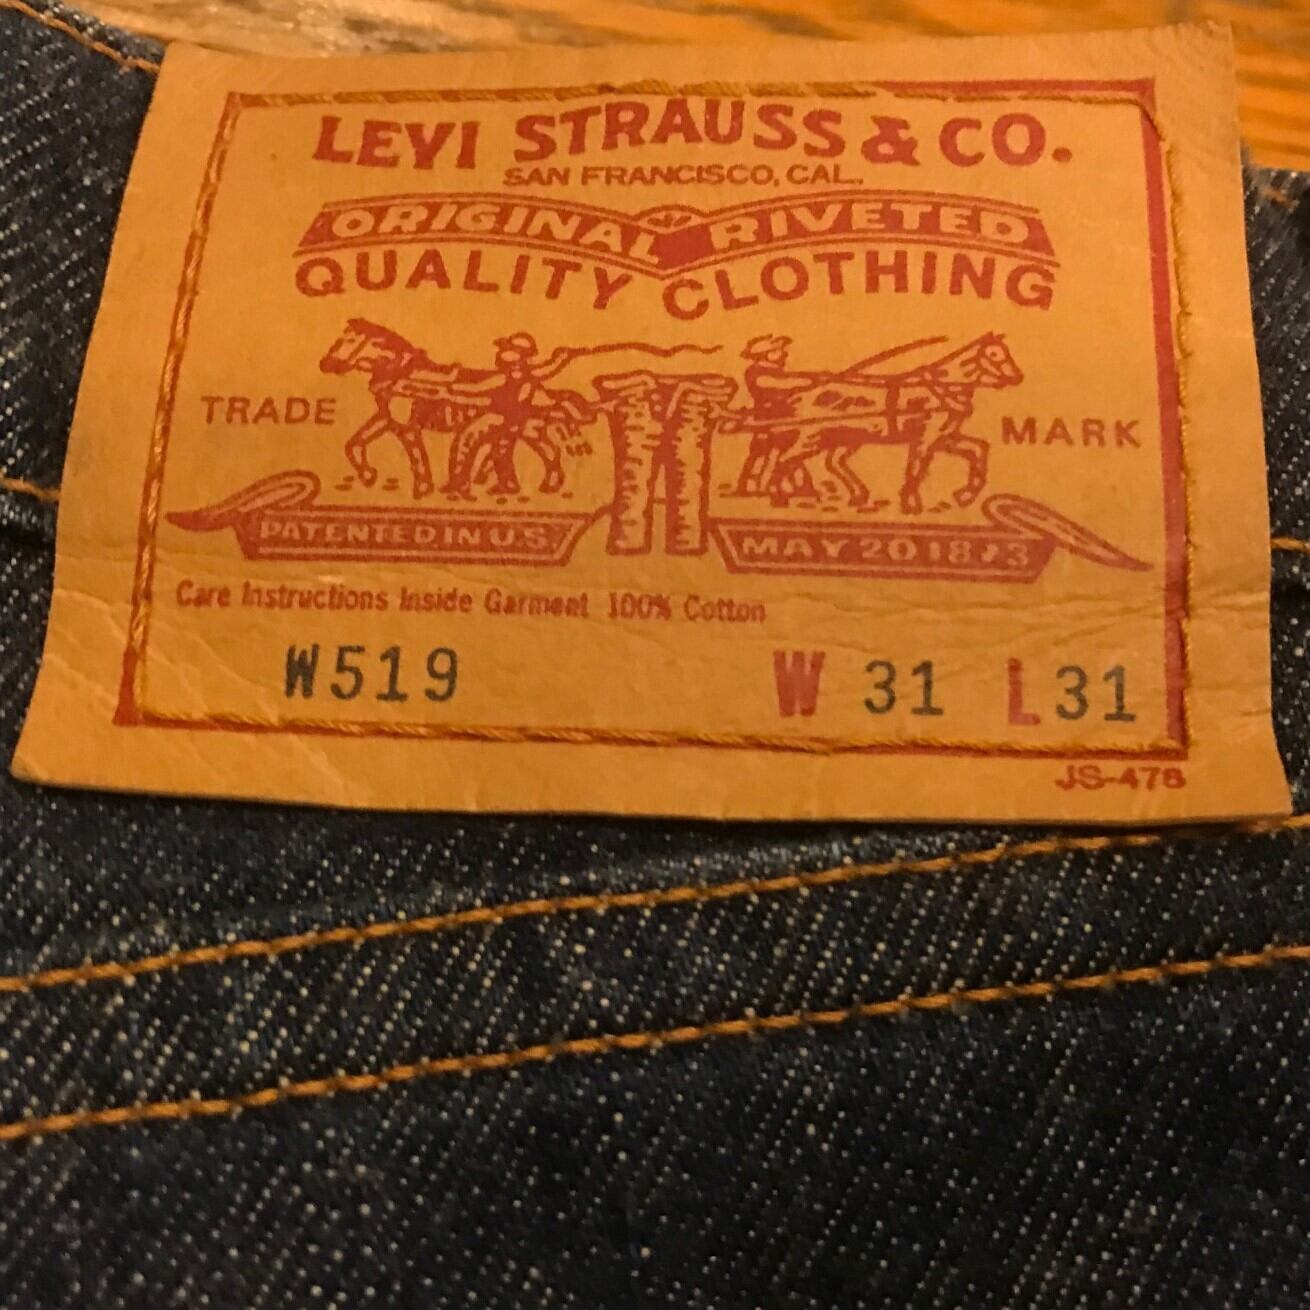 LEVI STRAUSS & CO.
SAN FRANCISCO, CAL.
ORIGINAL RIVETED
QUALITY CLOTHING
TRADE MARK
PATENTED IN U.S. MAY 20 1873
Care Instructions Inside Garment 100% Cotton
W519 W 31 L 31
JS-478